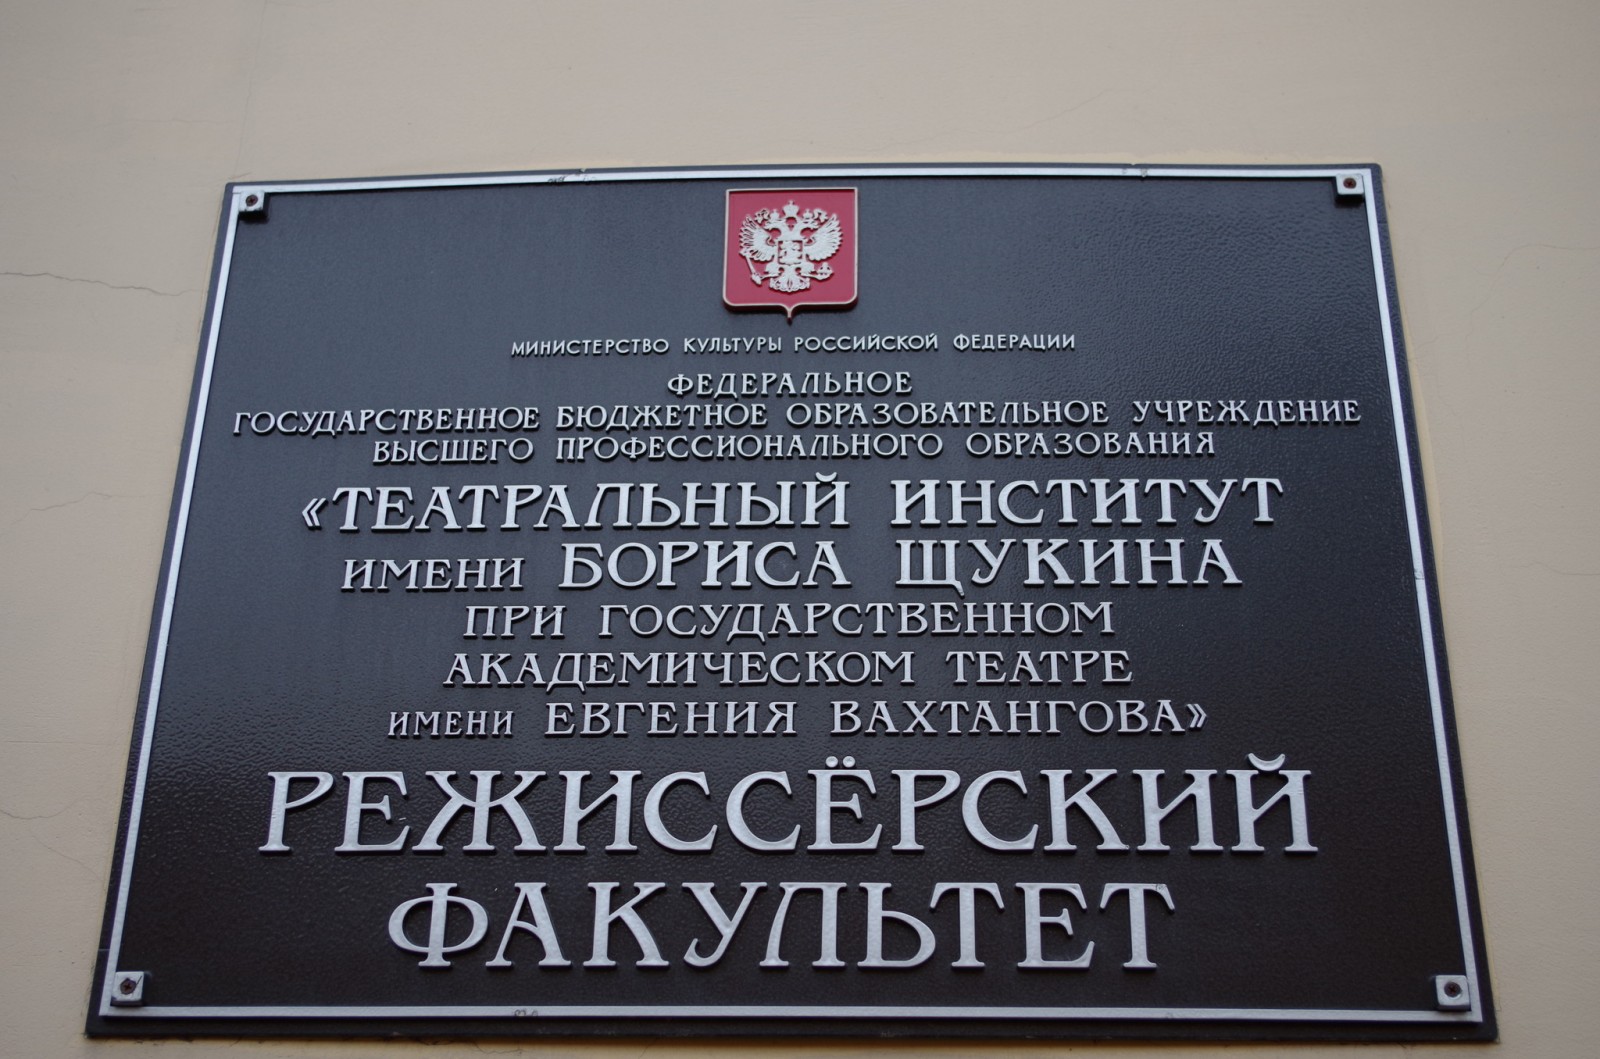 МИНИСТЕРСТВО КУЛЬТУРЫ РОССИЙСКОЙ ФЕДЕРАЦИИ
ФЕДЕРАЛЬНОЕ
ГОСУДАРСТВЕННОЕ БЮДЖЕТНОЕ ОБРАЗОВАТЕЛЬНОЕ УЧРЕЖДЕНИЕ
ВЫСШЕГО ПРОФЕССИОНАЛЬНОГО ОБРАЗОВАНИЯ
«ТЕАТРАЛЬНЫЙ ИНСТИТУТ
ИМЕНИ БОРИСА ЩУКИНА
ПРИ ГОСУДАРСТВЕННОМ
АКАДЕМИЧЕСКОМ ТЕАТРЕ
ИМЕНИ ЕВГЕНИЯ ВАХТАНГОВА»
РЕЖИССЁРСКИЙ
ФАКУЛЬТЕТ